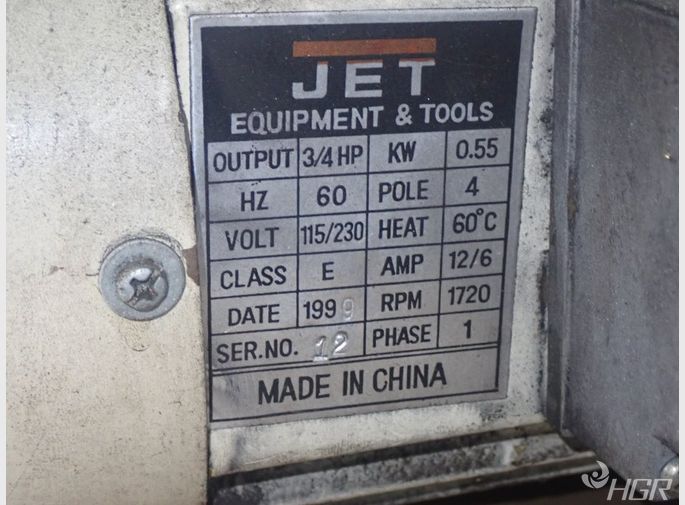 JET
EQUIPMENT & TOOLS
OUTPUT 3/4 HP KW 0.55
HZ 60 POLE 4
VOLT 115/230 HEAT 60°C
CLASS E AMP 12/6
DATE 1999 RPM 1720
SER.NO. 12 PHASE 1
MADE IN CHINA
HGR